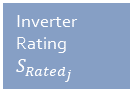 Inverter
Rating
S_{Rated_j}